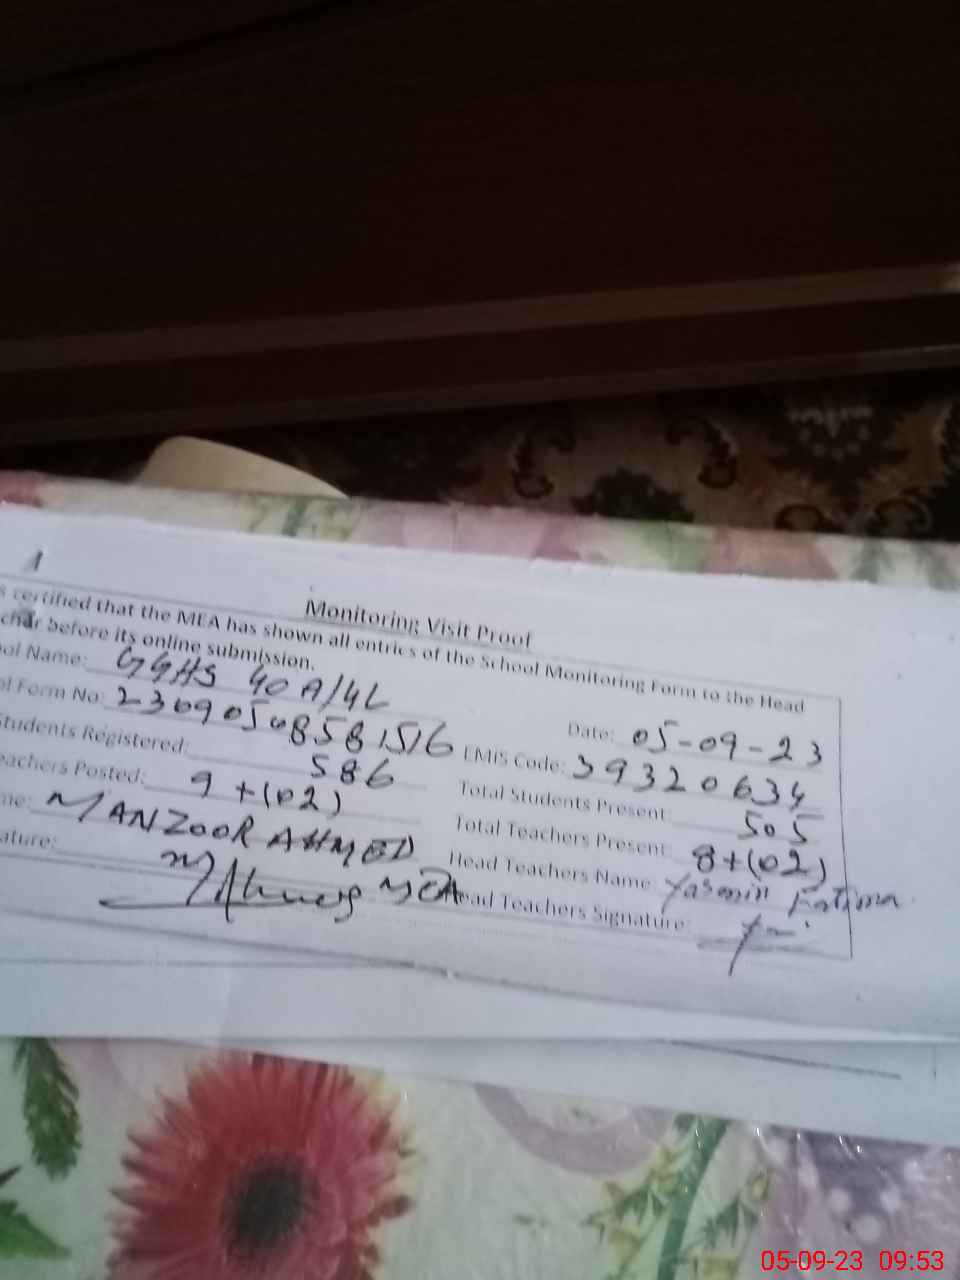 Monitoring Visit Proof
s certified that the MEA has shown all entries of the School Monitoring Form to the Head
cher before its online submission.
ool Name: GGHS 40 A/4L
Date: 05-09-23
ol Form No: 23090508581516
EMIS Code: 39320634
Students Registered: 586
Total Students Present: 505
eachers Posted: 9+(02)
Total Teachers Present: 8+(02)
me: MANZOOR AHMED
Head Teachers Name: Yasmin Fatima
ature: MEA
Head Teachers Signature:
05-09-23 09:53